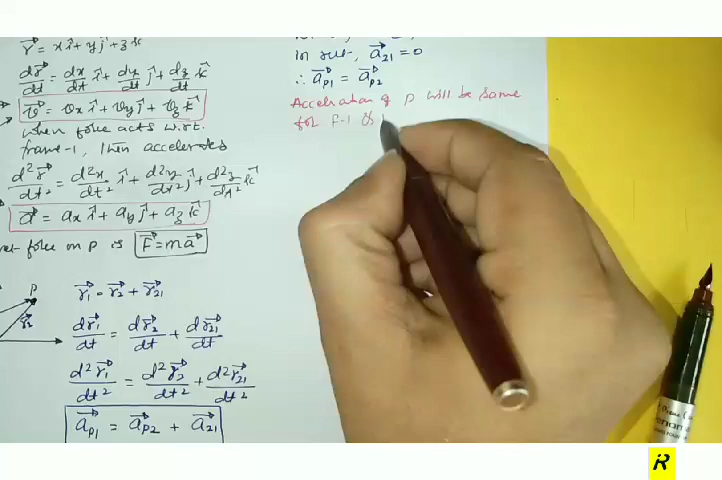 r⃗ = xî + yĵ + zk̂
dr⃗/dt = dx/dt î + dy/dt ĵ + dz/dt k̂
v⃗ = vx î + vy ĵ + vz k̂
when force acts w.r.t.
frame-1, then accelerates
d²r⃗/dt² = d²x/dt² î + d²y/dt² ĵ + d²z/dt² k̂
a⃗ = ax î + ay ĵ + az k̂
force on P is F⃗ = ma⃗
P
r⃗2
r⃗1 = r⃗2 + r⃗21
dr⃗1/dt = dr⃗2/dt + dr⃗21/dt
d²r⃗1/dt² = d²r⃗2/dt² + d²r⃗21/dt²
a⃗P1 = a⃗P2 + a⃗21
a⃗21 = 0
∴ a⃗P1 = a⃗P2
Accelration of P will be same
for F-1 &
R